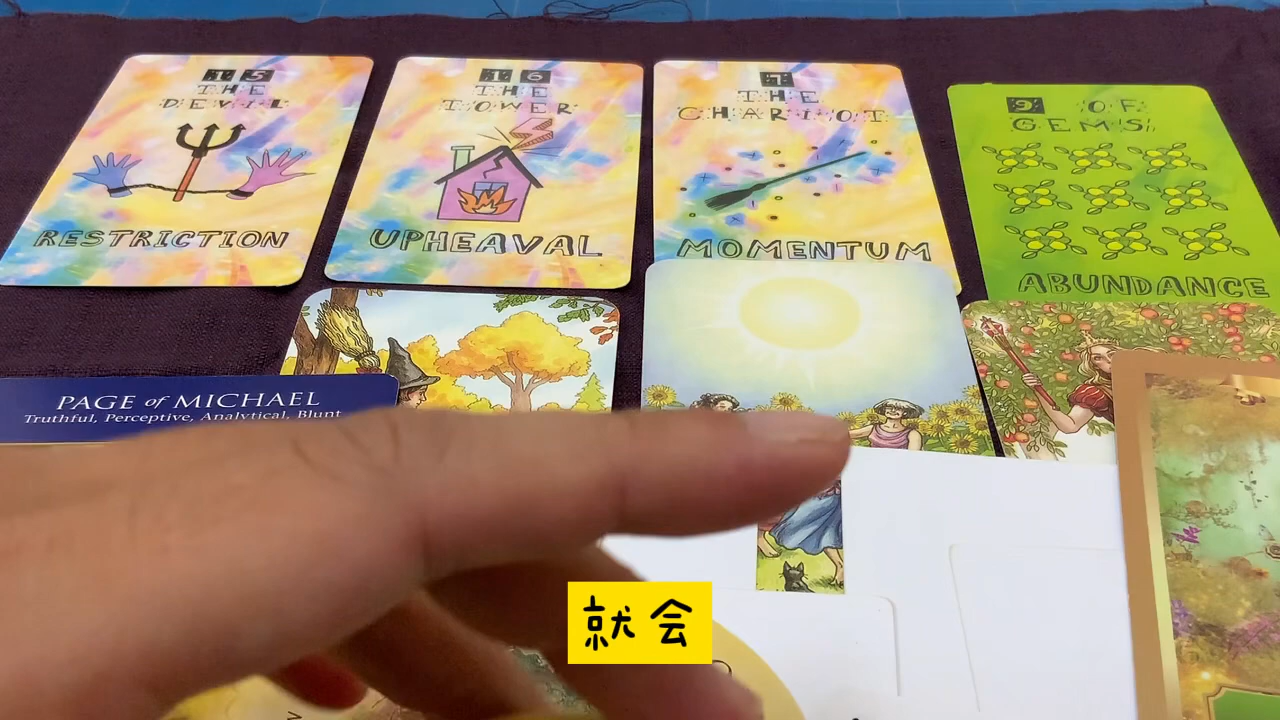 15
THE
DEVIL
RESTRICTION
16
THE
TOWER
UPHEAVAL
7
THE
CHARIOT
MOMENTUM
9 OF
GEMS
ABUNDANCE
PAGE of MICHAEL
Truthful, Perceptive, Analytical, Blunt
就会